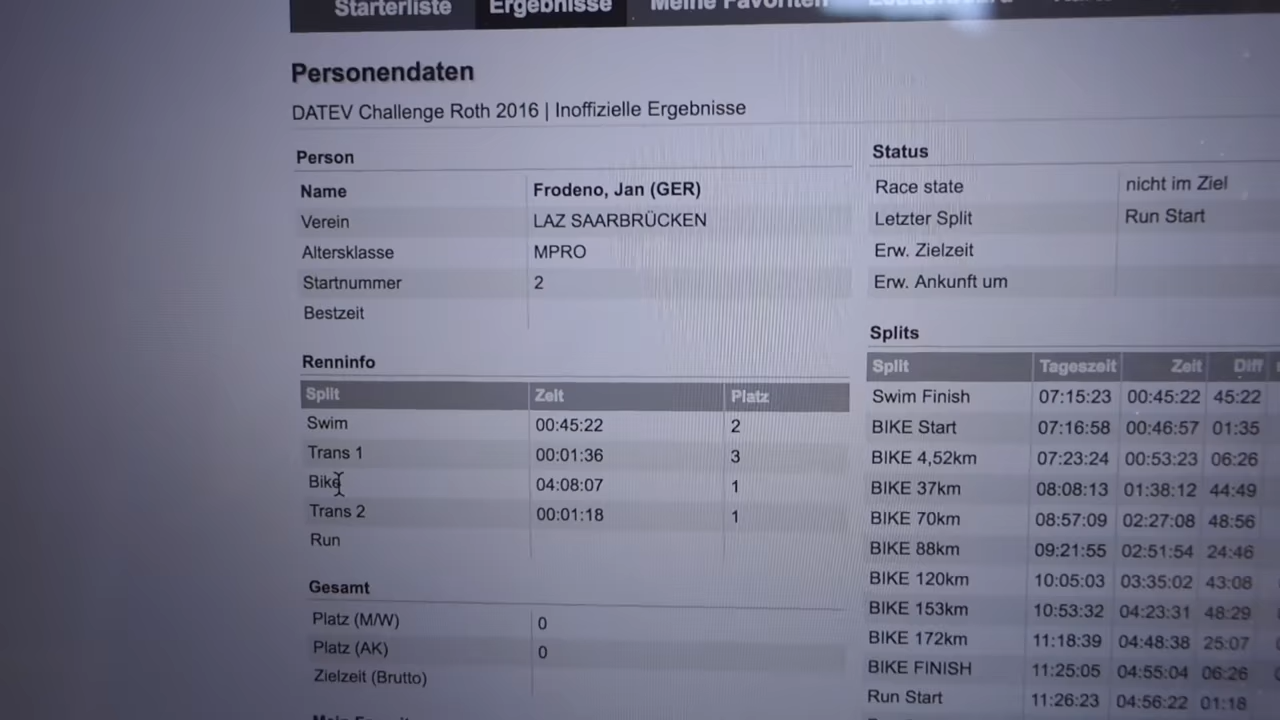 Starterliste Ergebnisse Meine Favoriten
Personendaten
DATEV Challenge Roth 2016 | Inoffizielle Ergebnisse
Person
Name Frodeno, Jan (GER)
Verein LAZ SAARBRÜCKEN
Altersklasse MPRO
Startnummer 2
Bestzeit
Renninfo
Split Zeit Platz
Swim 00:45:22 2
Trans 1 00:01:36 3
Bike 04:08:07 1
Trans 2 00:01:18 1
Run
Gesamt
Platz (M/W) 0
Platz (AK) 0
Zielzeit (Brutto)
Status
Race state nicht im Ziel
Letzter Split Run Start
Erw. Zielzeit
Erw. Ankunft um
Splits
Split Tageszeit Zeit Diff
Swim Finish 07:15:23 00:45:22 45:22
BIKE Start 07:16:58 00:46:57 01:35
BIKE 4,52km 07:23:24 00:53:23 06:26
BIKE 37km 08:08:13 01:38:12 44:49
BIKE 70km 08:57:09 02:27:08 48:56
BIKE 88km 09:21:55 02:51:54 24:46
BIKE 120km 10:05:03 03:35:02 43:08
BIKE 153km 10:53:32 04:23:31 48:29
BIKE 172km 11:18:39 04:48:38 25:07
BIKE FINISH 11:25:05 04:55:04 06:26
Run Start 11:26:23 04:56:22 01:18